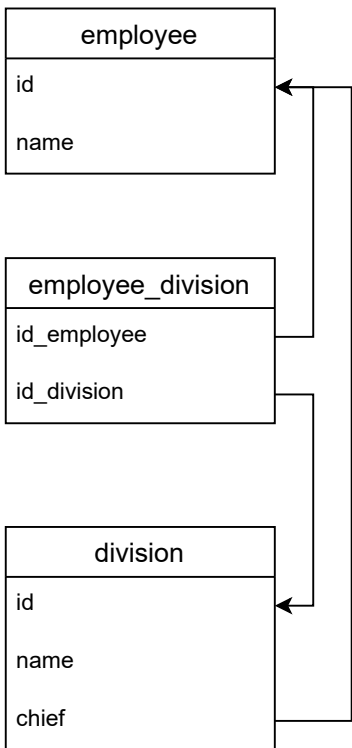 employee
id
name
employee_division
id_employee
id_division
division
id
name
chief